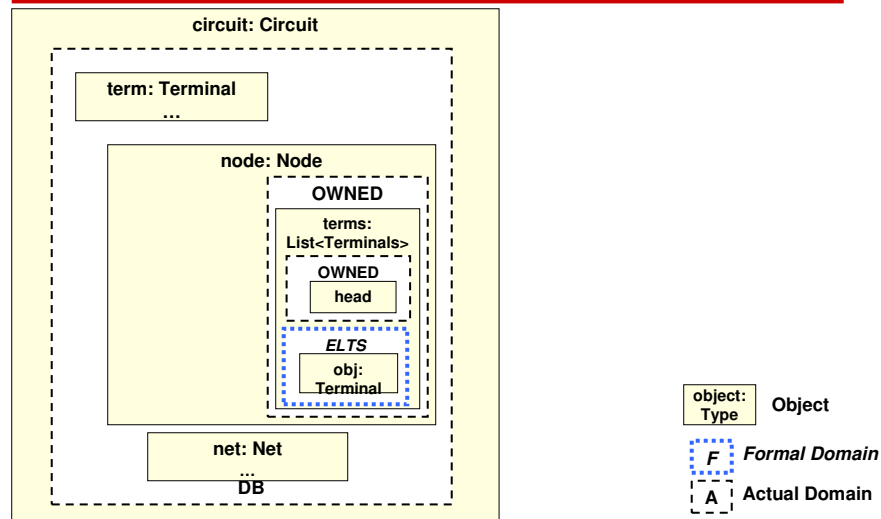 circuit: Circuit
term: Terminal
...
node: Node
OWNED
terms:
List<Terminals>
OWNED
head
ELTS
obj:
Terminal
net: Net
...
DB
object:
Type
Object
F
Formal Domain
A
Actual Domain